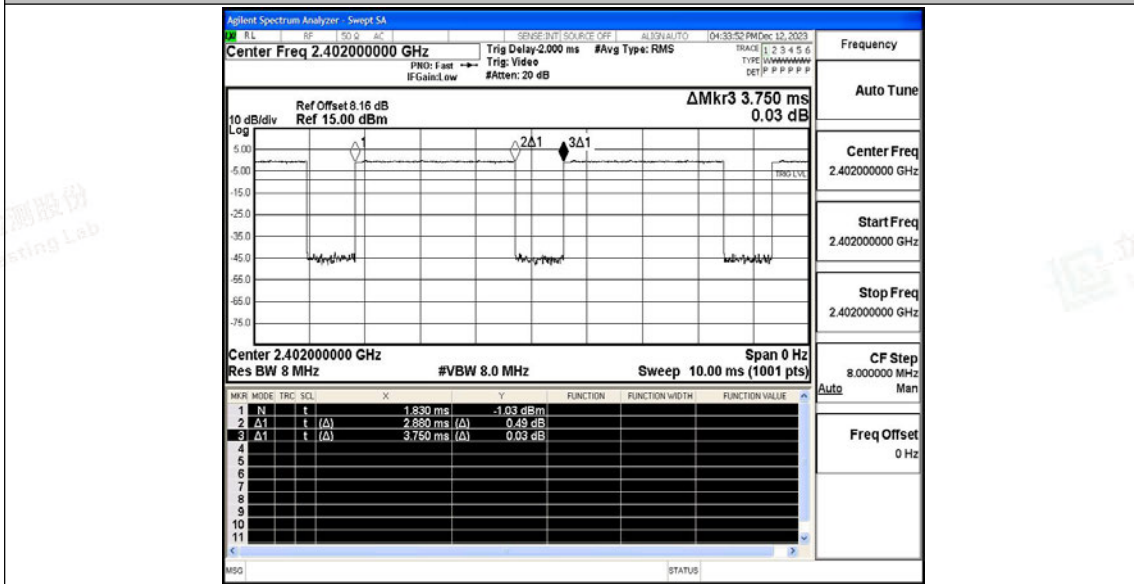 Agilent Spectrum Analyzer - Swept SA
RL RF 50 Ω AC SENSE:INT SOURCE OFF ALIGN AUTO 04:33:52 PM Dec 12, 2023
Center Freq 2.402000000 GHz
PNO: Fast
IFGain:Low
Trig Delay-2.000 ms
Trig: Video
#Atten: 20 dB
#Avg Type: RMS
TRACE 1 2 3 4 5 6
TYPE WWWWWW
DET P P P P P P
Frequency
Auto Tune
Center Freq
2.402000000 GHz
Start Freq
2.402000000 GHz
Stop Freq
2.402000000 GHz
CF Step
8.000000 MHz
Auto Man
Freq Offset
0 Hz
ΔMkr3 3.750 ms
0.03 dB
Ref Offset 8.16 dB
10 dB/div Ref 15.00 dBm
Log
5.00
-5.00
-15.0
-25.0
-35.0
-45.0
-55.0
-65.0
-75.0
1
2Δ1
3Δ1
TRIG LVL
Center 2.402000000 GHz Span 0 Hz
Res BW 8 MHz #VBW 8.0 MHz Sweep 10.00 ms (1001 pts)
MKR MODE TRC SCL X Y FUNCTION FUNCTION WIDTH FUNCTION VALUE
1 N t 1.830 ms -1.03 dBm
2 Δ1 t (Δ) 2.880 ms (Δ) 0.49 dB
3 Δ1 t (Δ) 3.750 ms (Δ) 0.03 dB
4
5
6
7
8
9
10
11
MSG STATUS
测股份
sting Lab
立